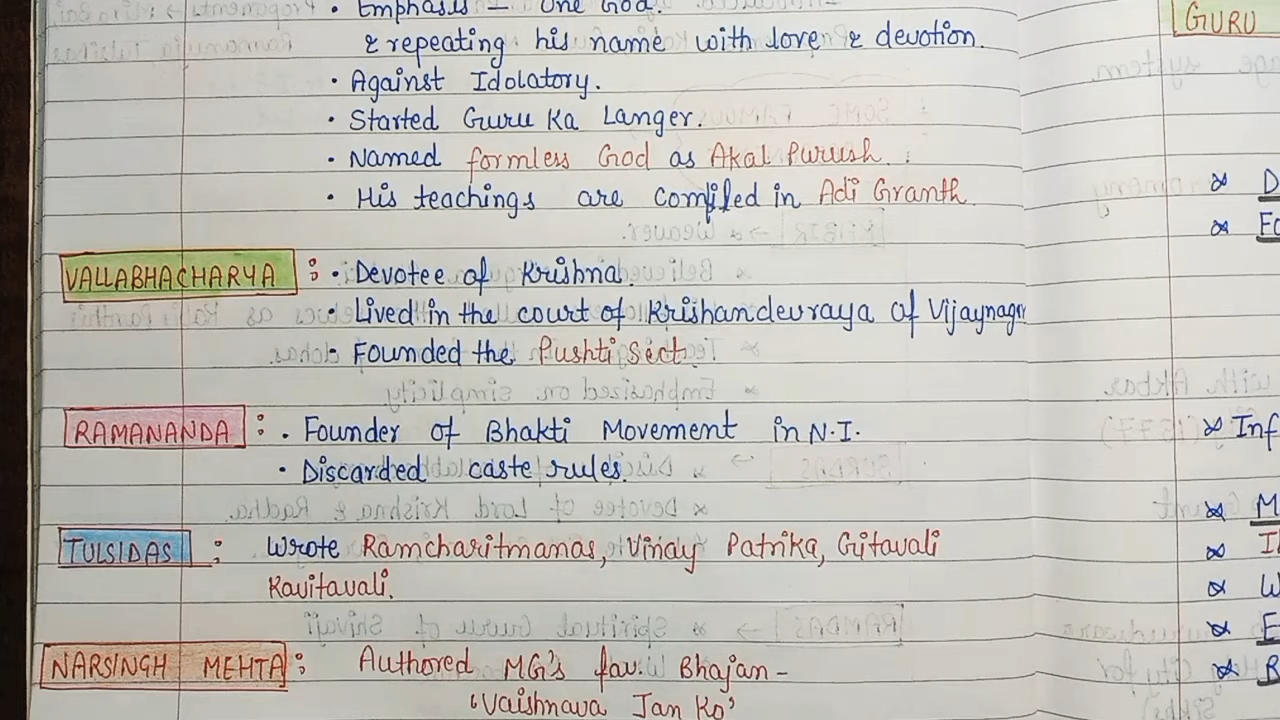 • Emphasis – One God.
& repeating his name with love & devotion.
• Against Idolatory.
• Started Guru Ka Langer.
• Named formless God as Akal Purush.
• His teachings are compiled in Adi Granth
VALLABHACHARYA : • Devotee of Krishna.
• Lived in the court of Krishandevraya of Vijaynagr
• Founded the Pushti Sect.
RAMANANDA : • Founder of Bhakti Movement in N.I.
• Discarded caste rules.
TULSIDAS : Wrote Ramcharitmanas, Vinay Patrika, Gitavali
Kavitavali.
NARSINGH MEHTA : Authored MG's fav. Bhajan –
'Vaishnava Jan Ko'
GURU
D
Fo
Inf
M
W
E
B